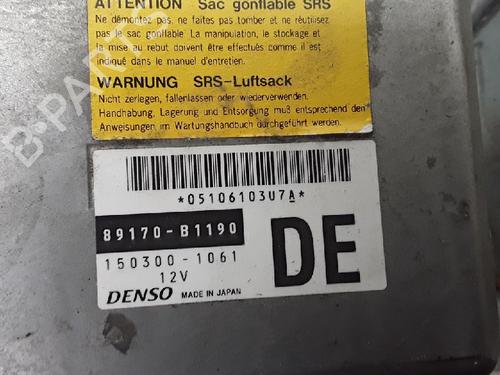 ATTENTION Sac gonflable SRS
Ne démontez pas, ne faites pas tomber et ne réutilisez
pas le sac gonflable. La manipulation, le stockage et
la mise au rebut doivent être effectués comme il est
indiqué dans le manuel d'entretien.
WARNUNG SRS-Luftsack
Nicht zerlegen, fallenlassen oder wiederverwenden.
Handhabung, Lagerung und Entsorgung muß entsprechend den
Anweisungen im Wartungshandbuch durchgeführt werden.
*05106103U7A*
89170-B1190
150300-1061
12V
DE
DENSO MADE IN JAPAN